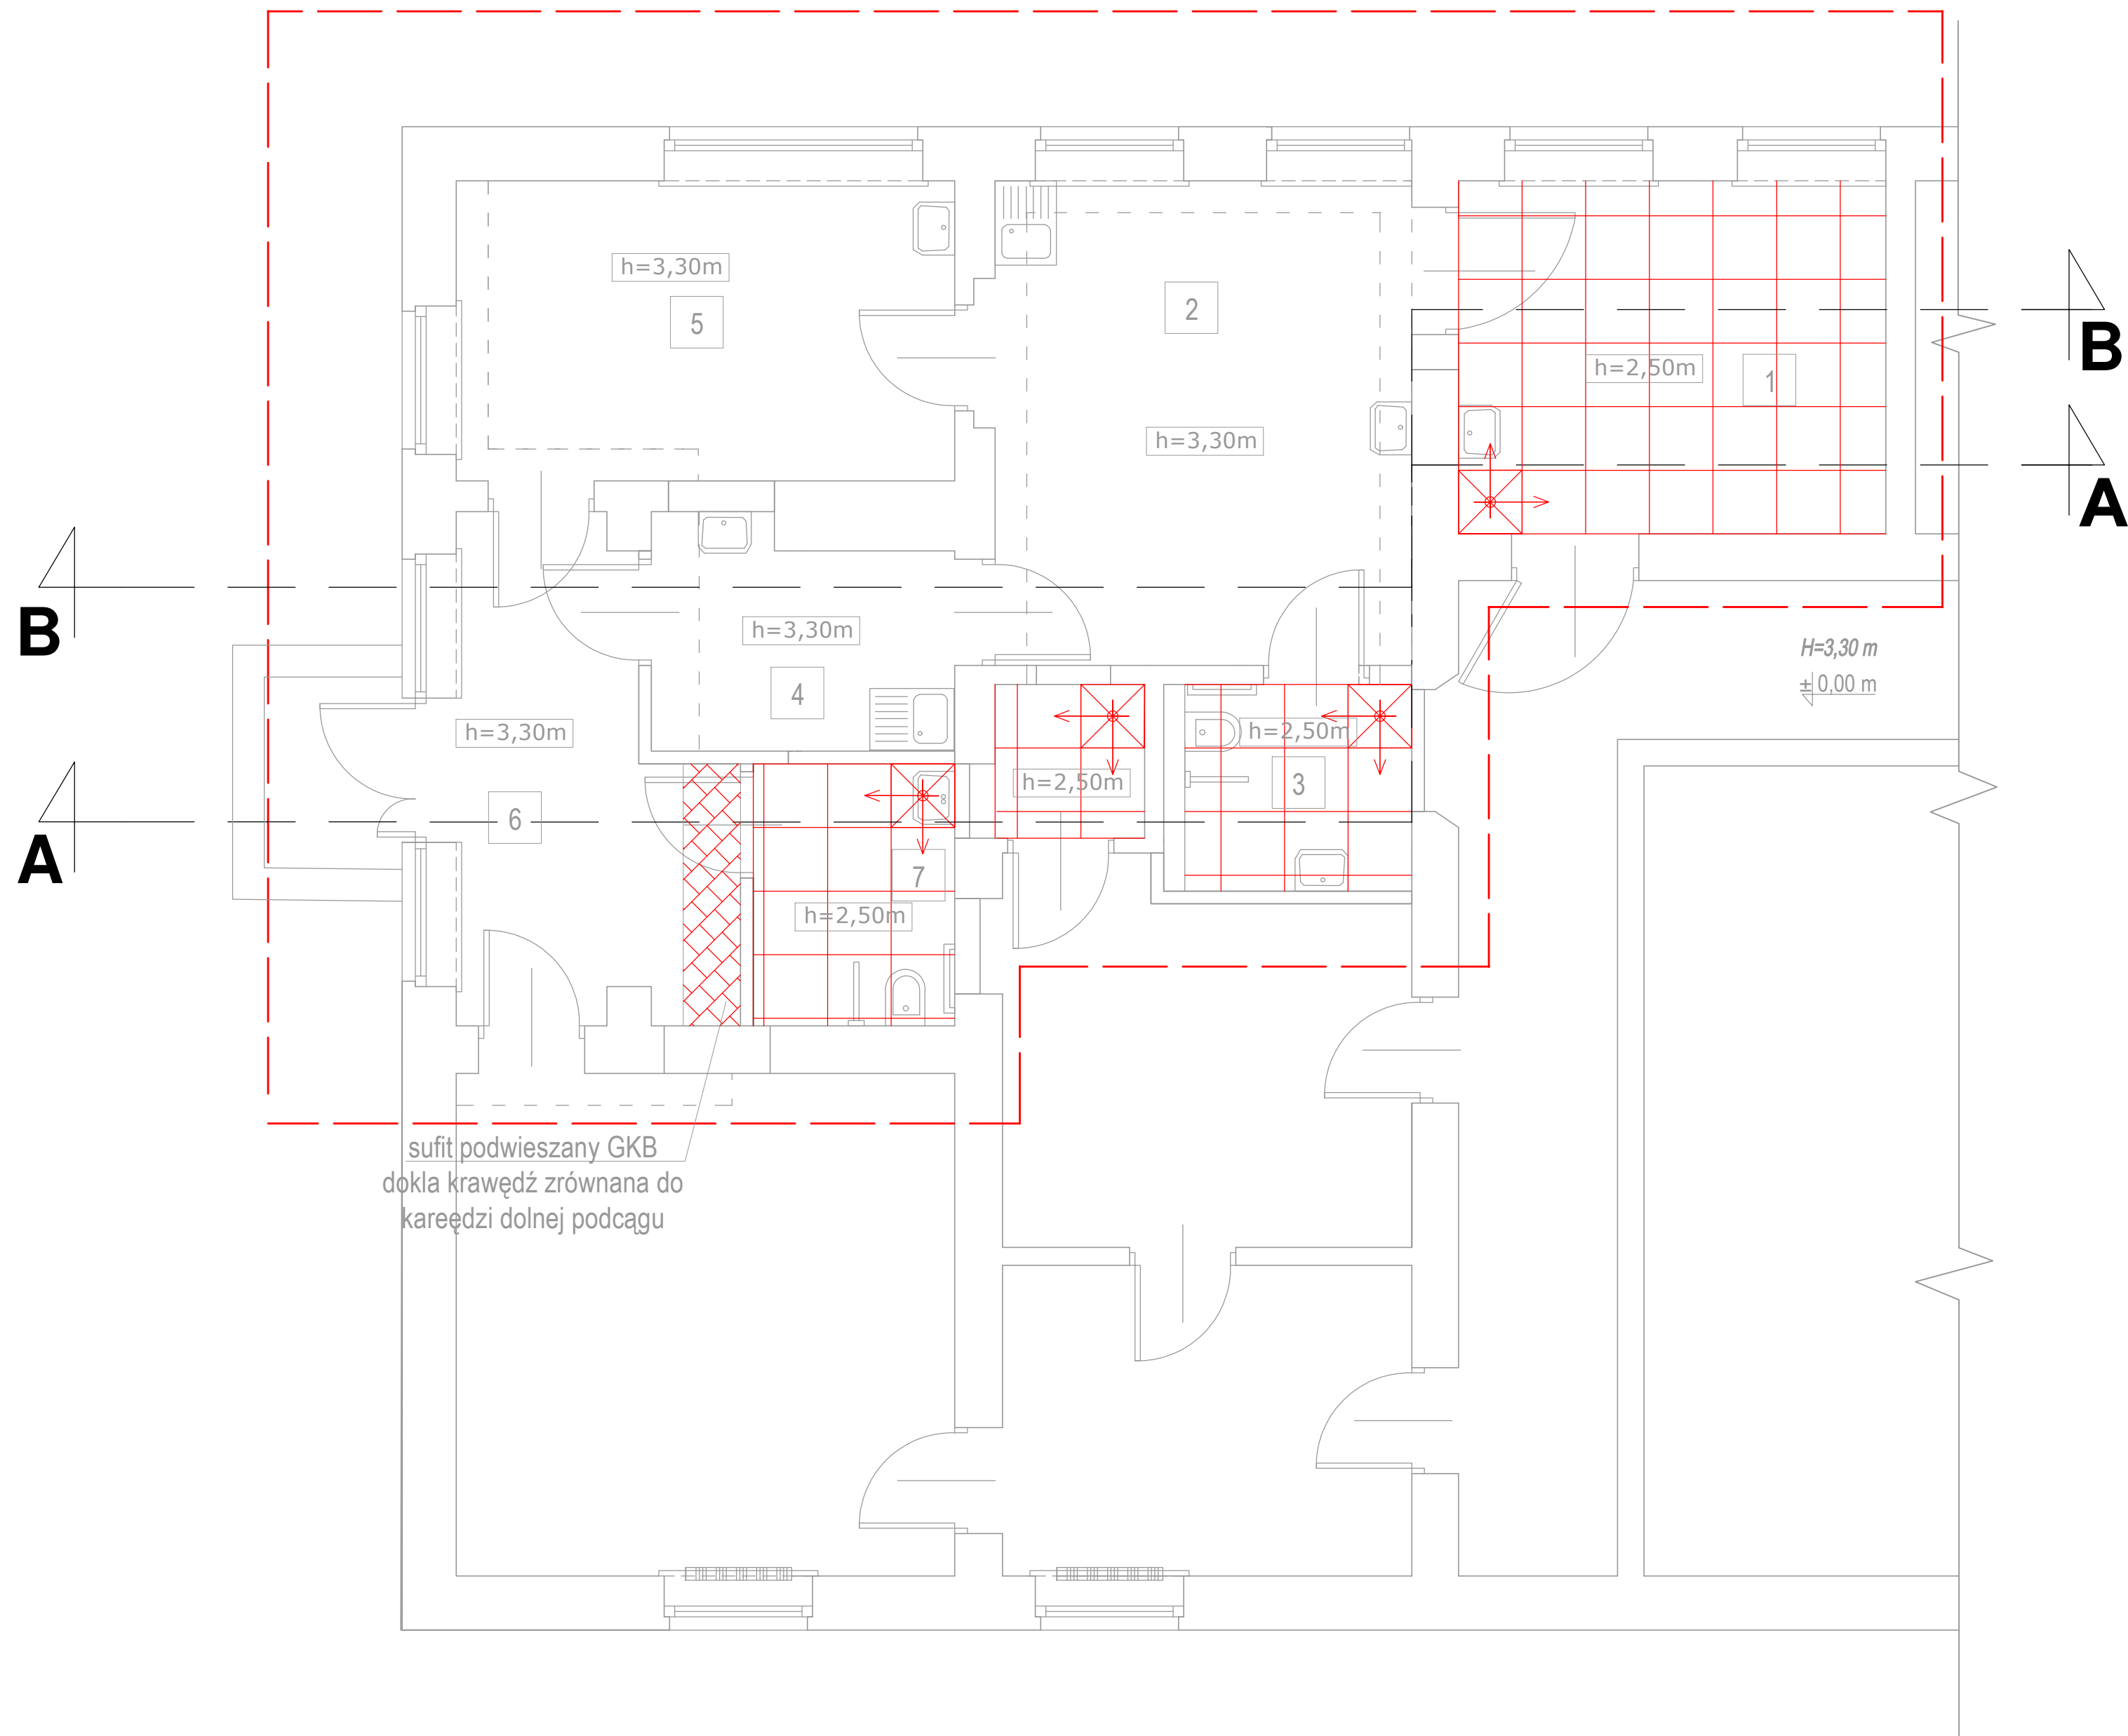 h=3,30m
5
2
h=2,50m
1
B
h=3,30m
A
B
h=3,30m
4
H=3,30 m
±0,00 m
h=3,30m
h=2,50m
h=2,50m
3
6
A
7
h=2,50m
sufit podwieszany GKB
dokla krawędź zrównana do
kareędzi dolnej podcągu